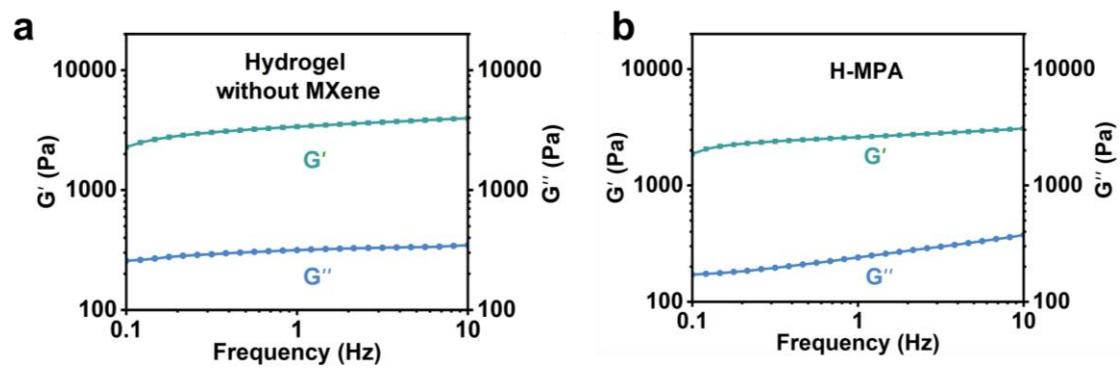 a
Hydrogel
without MXene
10000
1000
100
G′ (Pa)
G′
G″
10000
1000
100
G″ (Pa)
0.1
1
10
Frequency (Hz)
b
H-MPA
10000
1000
100
G′ (Pa)
G′
G″
10000
1000
100
G″ (Pa)
0.1
1
10
Frequency (Hz)